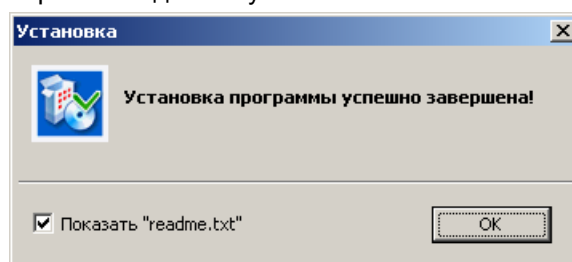 Установка
Установка программы успешно завершена!
Показать "readme.txt"
OK